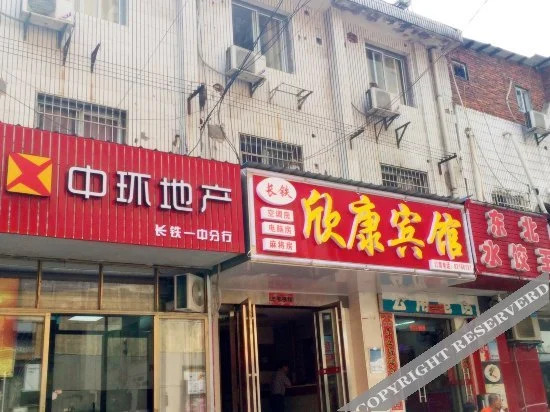 中环地产
长铁一中分行
长铁
空调房
电脑房
麻将房
欣康宾馆
东北
水饺王
COPYRIGHT RESERVED